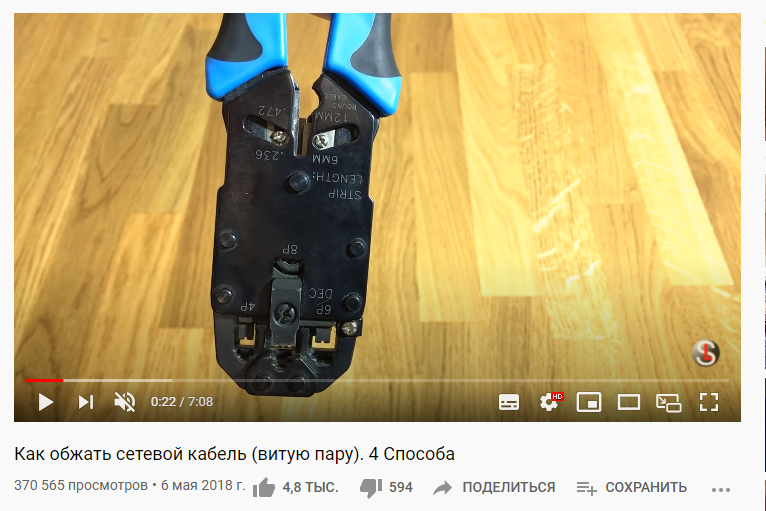 .472
ROUND
CABLE
12MM
.236
6MM
STRIP
LENGTH:
8P
DEC
6P
4P
HD
0:22 / 7:08
Как обжать сетевой кабель (витую пару). 4 Способа
370 565 просмотров • 6 мая 2018 г. 4,8 ТЫС. 594 ПОДЕЛИТЬСЯ СОХРАНИТЬ